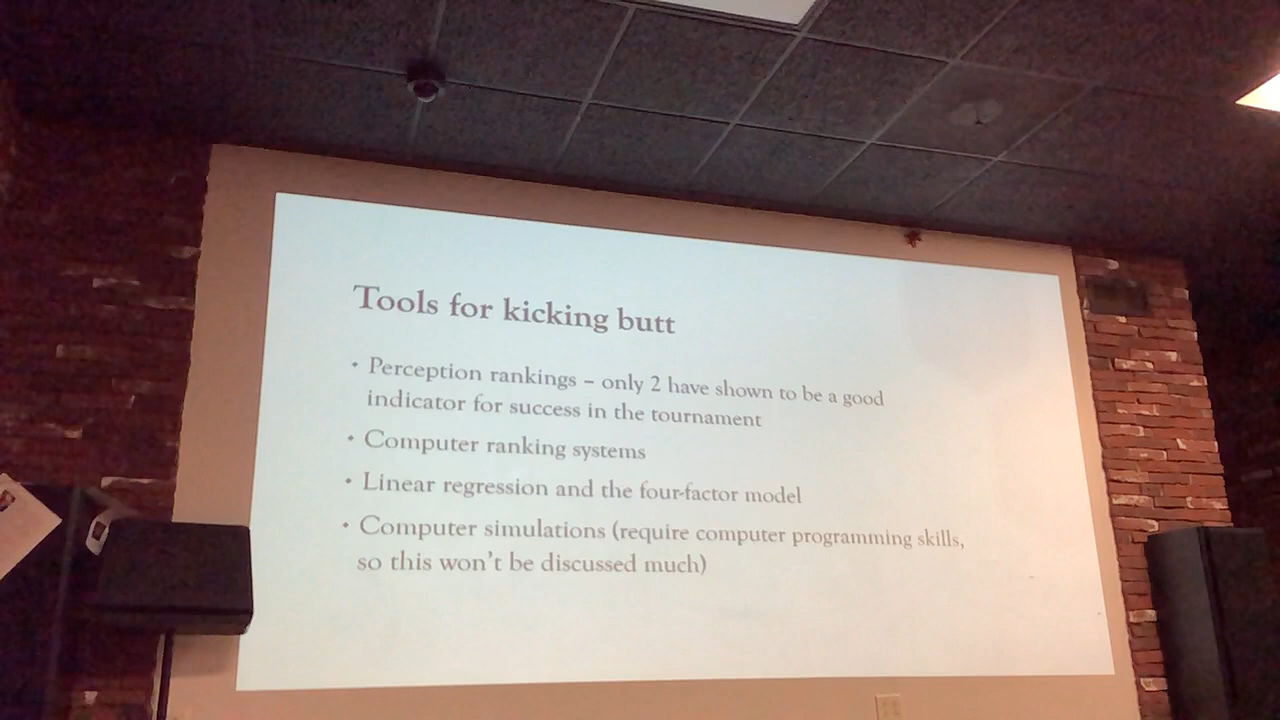 Tools for kicking butt
• Perception rankings – only 2 have shown to be a good
indicator for success in the tournament
• Computer ranking systems
• Linear regression and the four-factor model
• Computer simulations (require computer programming skills,
so this won't be discussed much)